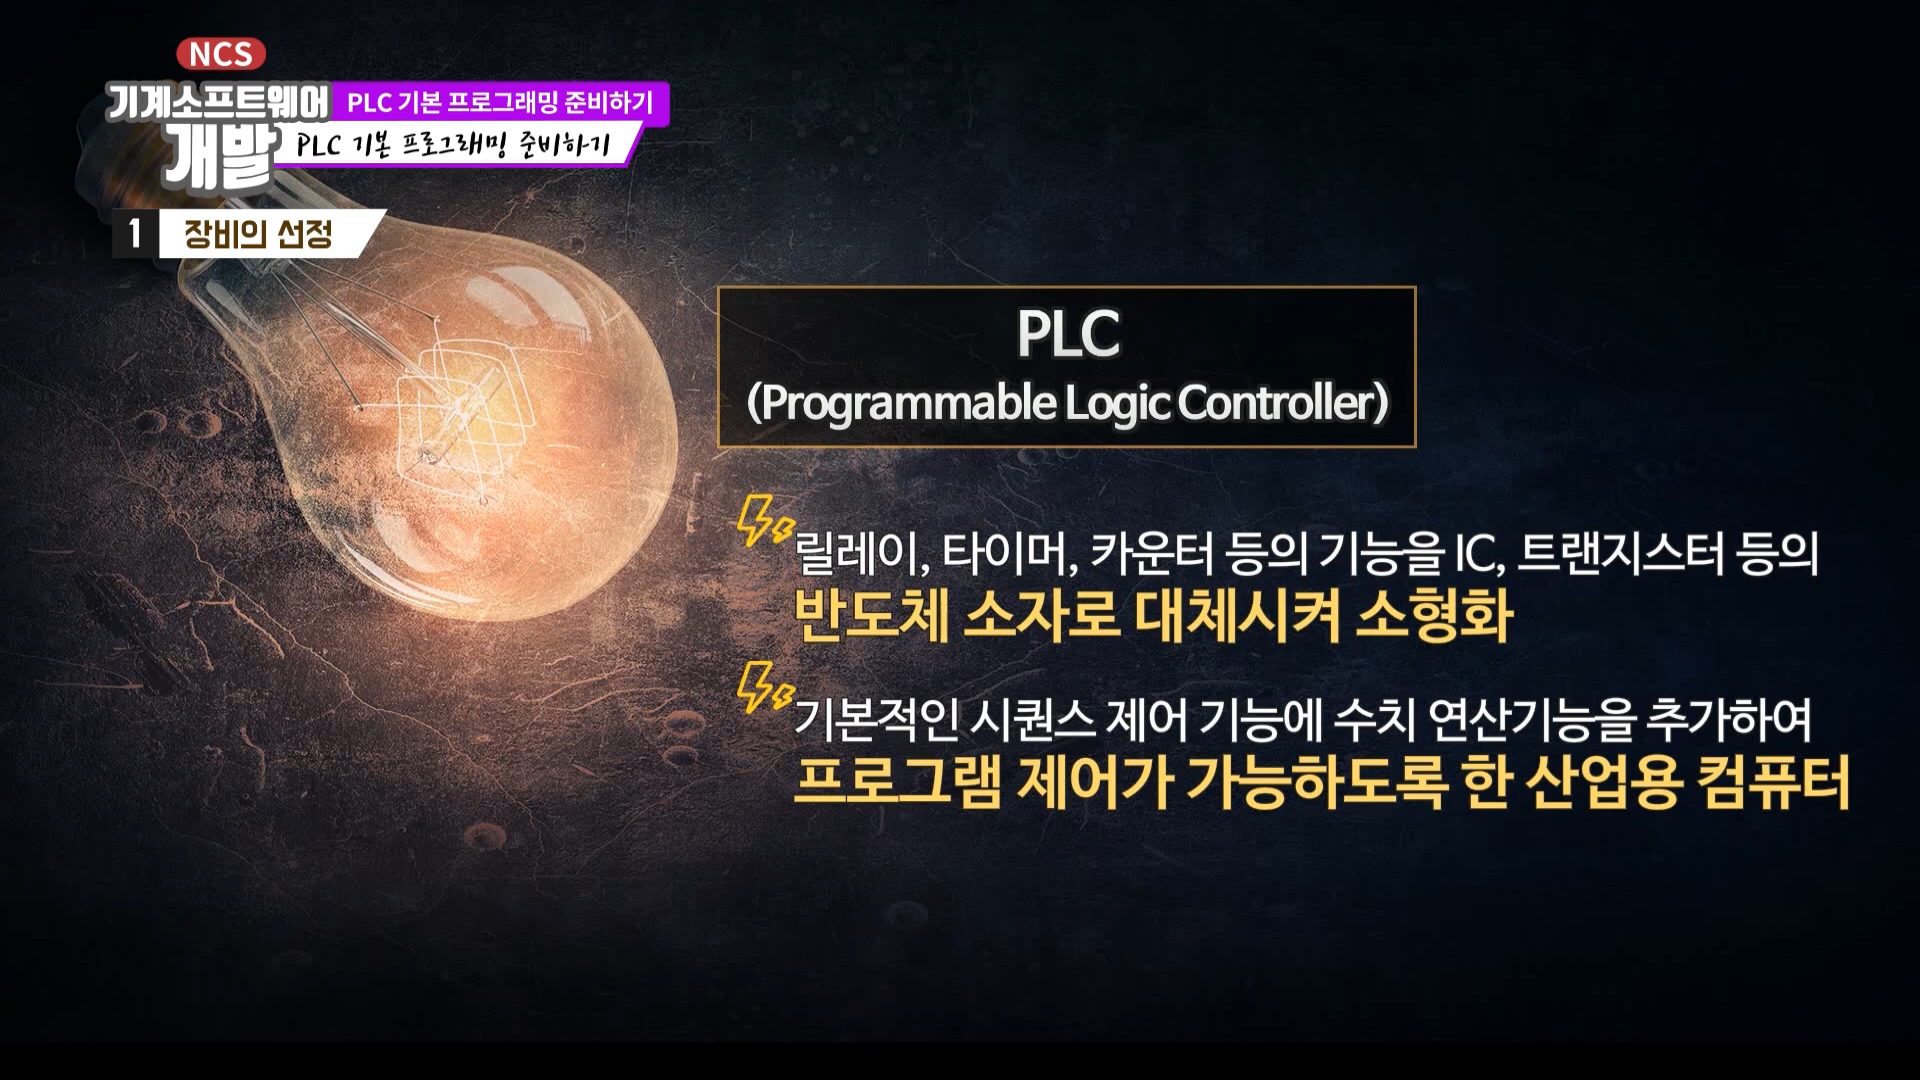 NCS
기계소프트웨어
개발
PLC 기본 프로그래밍 준비하기
PLC 기본 프로그래밍 준비하기
1 장비의 선정
PLC
(Programmable Logic Controller)
릴레이, 타이머, 카운터 등의 기능을 IC, 트랜지스터 등의
반도체 소자로 대체시켜 소형화
기본적인 시퀀스 제어 기능에 수치 연산기능을 추가하여
프로그램 제어가 가능하도록 한 산업용 컴퓨터